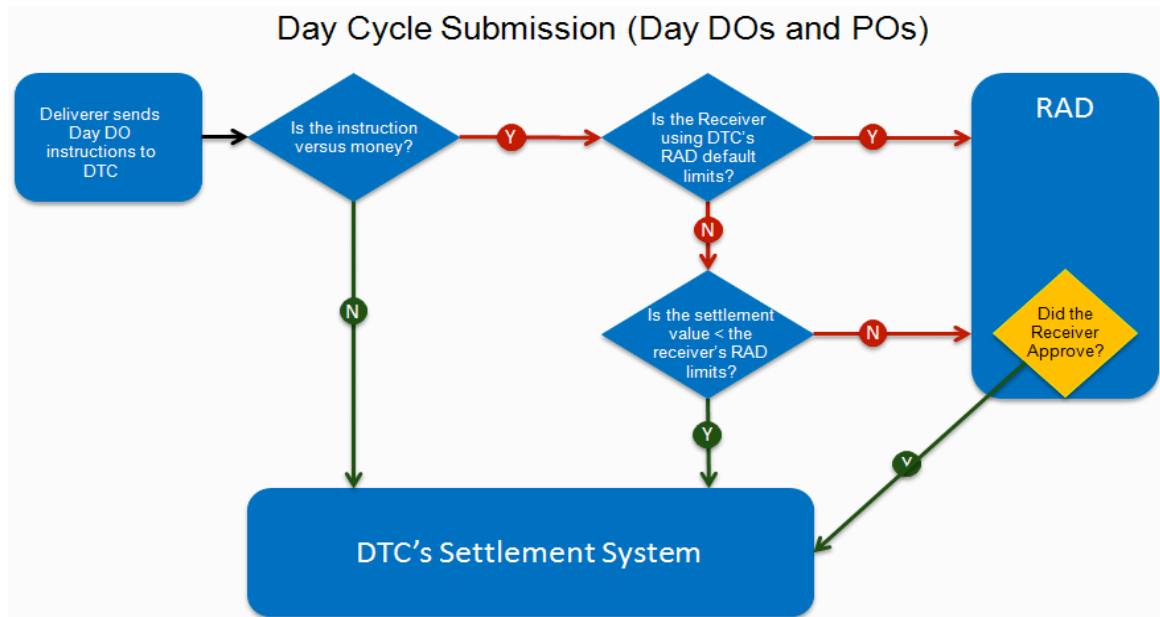 Day Cycle Submission (Day DOs and POs)
Deliverer sends
Day DO
instructions to
DTC
Is the instruction
versus money?
Y
Is the Receiver
using DTC's
RAD default
limits?
Y
RAD
N
N
Is the settlement
value < the
receiver's RAD
limits?
N
Did the
Receiver
Approve?
Y
Y
DTC's Settlement System